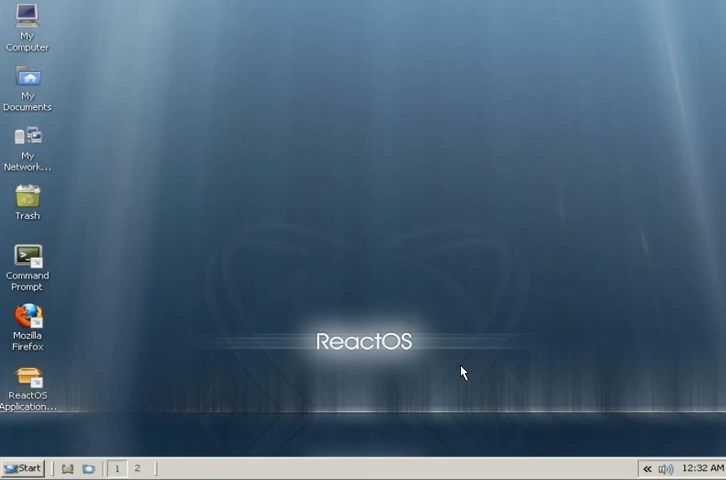 My
Computer
My
Documents
My
Network...
Trash
Command
Prompt
Mozilla
Firefox
ReactOS
Application...
ReactOS
Start
1
2
12:32 AM